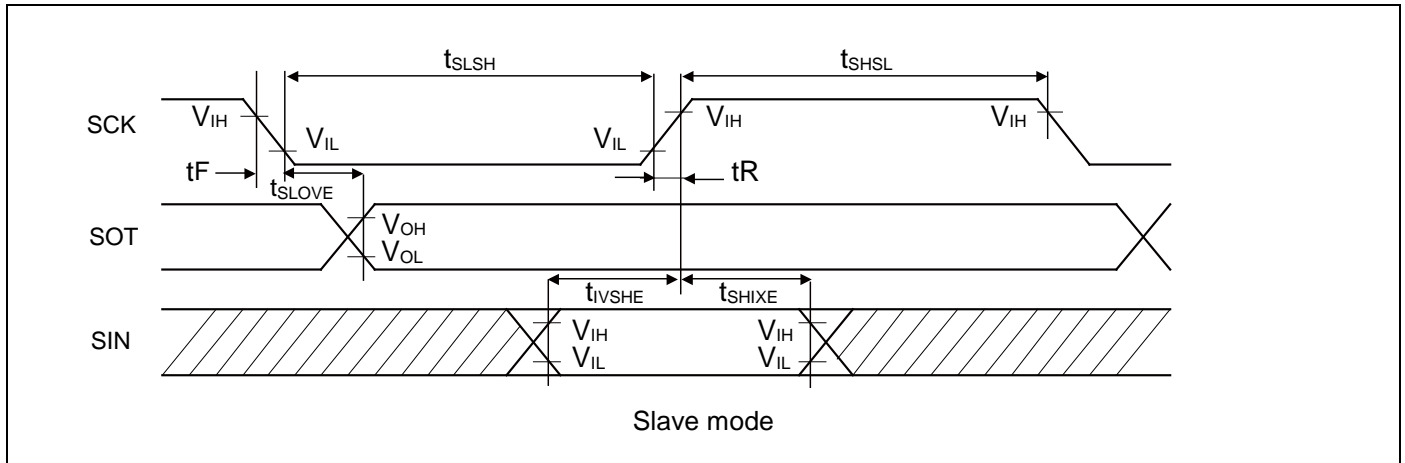 tSLSH
tSHSL
SCK
VIH
VIL
VIL
VIH
VIH
tF
tSLOVE
tR
SOT
VOH
VOL
tIVSHE
tSHIXE
SIN
VIH
VIL
VIH
VIL
Slave mode